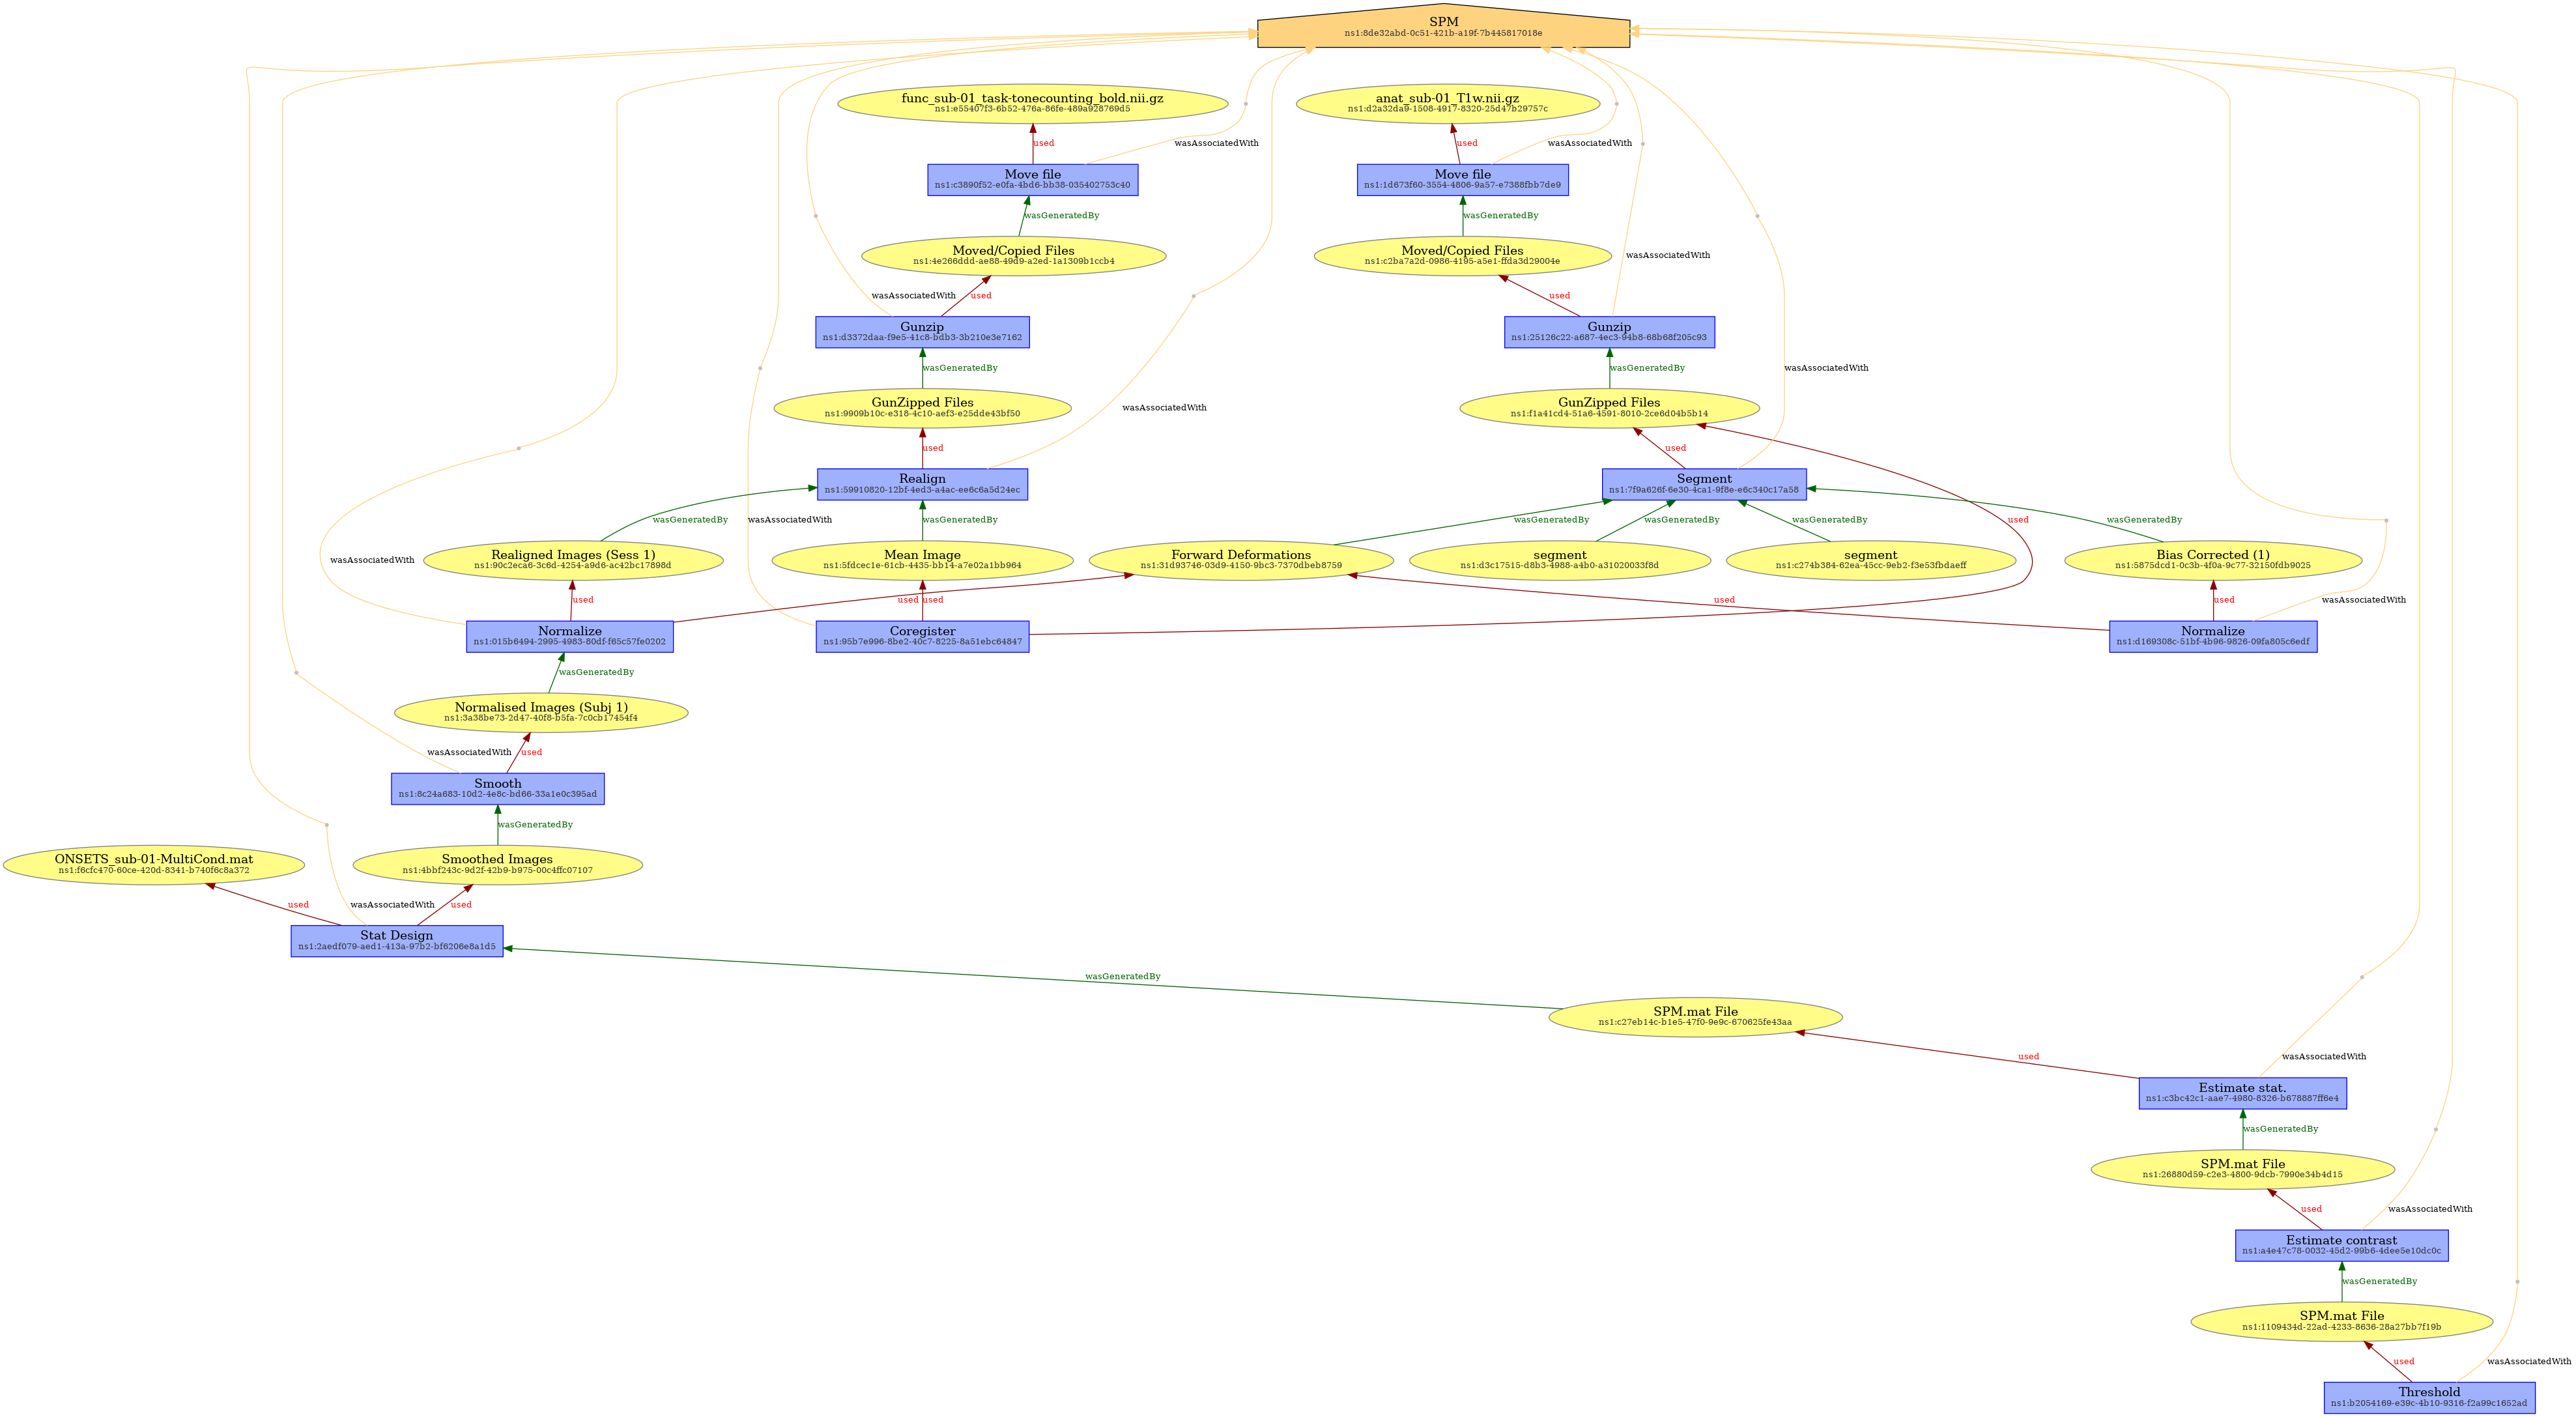 SPM
ns1:8de32abd-0c51-421b-a19f-7b445817018e
func_sub-01_task-tonecounting_bold.nii.gz
ns1:e55407f3-6b52-476a-86fe-489a928769d5
anat_sub-01_T1w.nii.gz
ns1:d2a32da9-1508-4917-8320-25d47b29757c
used
wasAssociatedWith
used
wasAssociatedWith
Move file
ns1:c3890f52-e0fa-4bd6-bb38-035402753c40
Move file
ns1:1d673f60-3554-4806-9a57-e7388fbb7de9
wasGeneratedBy
wasGeneratedBy
Moved/Copied Files
ns1:4e266ddd-ae88-49d9-a2ed-1a1309b1ccb4
Moved/Copied Files
ns1:c2ba7a2d-0986-4195-a5e1-ffda3d29004e
wasAssociatedWith
wasAssociatedWith
used
used
Gunzip
ns1:d3372daa-f9e5-41c8-bdb3-3b210e3e7162
Gunzip
ns1:25126c22-a687-4ec3-94b8-68b68f205c93
wasGeneratedBy
wasGeneratedBy
wasAssociatedWith
GunZipped Files
ns1:9909b10c-e318-4c10-aef3-e25dde43bf50
wasAssociatedWith
GunZipped Files
ns1:f1a41cd4-51a6-4591-8010-2ce6d04b5b14
used
used
Realign
ns1:59910820-12bf-4ed3-a4ac-ee6c6a5d24ec
Segment
ns1:7f9a626f-6e30-4ca1-9f8e-e6c340c17a58
wasGeneratedBy
wasAssociatedWith
wasGeneratedBy
wasGeneratedBy
wasGeneratedBy
wasGeneratedBy
used
wasGeneratedBy
Realigned Images (Sess 1)
ns1:90c2eca6-3c6d-4254-a9d6-ac42bc17898d
Mean Image
ns1:5fdcec1e-61cb-4435-bb14-a7e02a1bb964
Forward Deformations
ns1:31d93746-03d9-4150-9bc3-7370dbeb8759
segment
ns1:d3c17515-d8b3-4988-a4b0-a31020033f8d
segment
ns1:c274b384-62ea-45cc-9eb2-f3e53fbdaeff
Bias Corrected (1)
ns1:5875dcd1-0c3b-4f0a-9c77-32150fdb9025
wasAssociatedWith
used
used
used
used
used
wasAssociatedWith
Normalize
ns1:015b6494-2995-4983-80df-f65c57fe0202
Coregister
ns1:95b7e996-8be2-40c7-8225-8a51ebc64847
Normalize
ns1:d169308c-51bf-4b96-9826-09fa805c6edf
wasGeneratedBy
Normalised Images (Subj 1)
ns1:3a38be73-2d47-40f8-b5fa-7c0cb17454f4
wasAssociatedWith
used
Smooth
ns1:8c24a683-10d2-4e8c-bd66-33a1e0c395ad
wasGeneratedBy
ONSETS_sub-01-MultiCond.mat
ns1:f6cfc470-60ce-420d-8341-b740f6c8a372
Smoothed Images
ns1:4bbf243c-9d2f-42b9-b975-00c4ffc07107
used
wasAssociatedWith
used
Stat Design
ns1:2aedf079-aed1-413a-97b2-bf6206e8a1d5
wasGeneratedBy
SPM.mat File
ns1:c27eb14c-b1e5-47f0-9e9c-670625fe43aa
used
wasAssociatedWith
Estimate stat.
ns1:c3bc42c1-aae7-4980-8326-b678887ff6e4
wasGeneratedBy
SPM.mat File
ns1:26880d59-c2e3-4800-9dcb-7990e34b4d15
used
wasAssociatedWith
Estimate contrast
ns1:a4e47c78-0032-45d2-99b6-4dee5e10dc0c
wasGeneratedBy
SPM.mat File
ns1:1109434d-22ad-4233-8636-28a27bb7f19b
used
wasAssociatedWith
Threshold
ns1:b2054169-e39c-4b10-9316-f2a99c1652ad